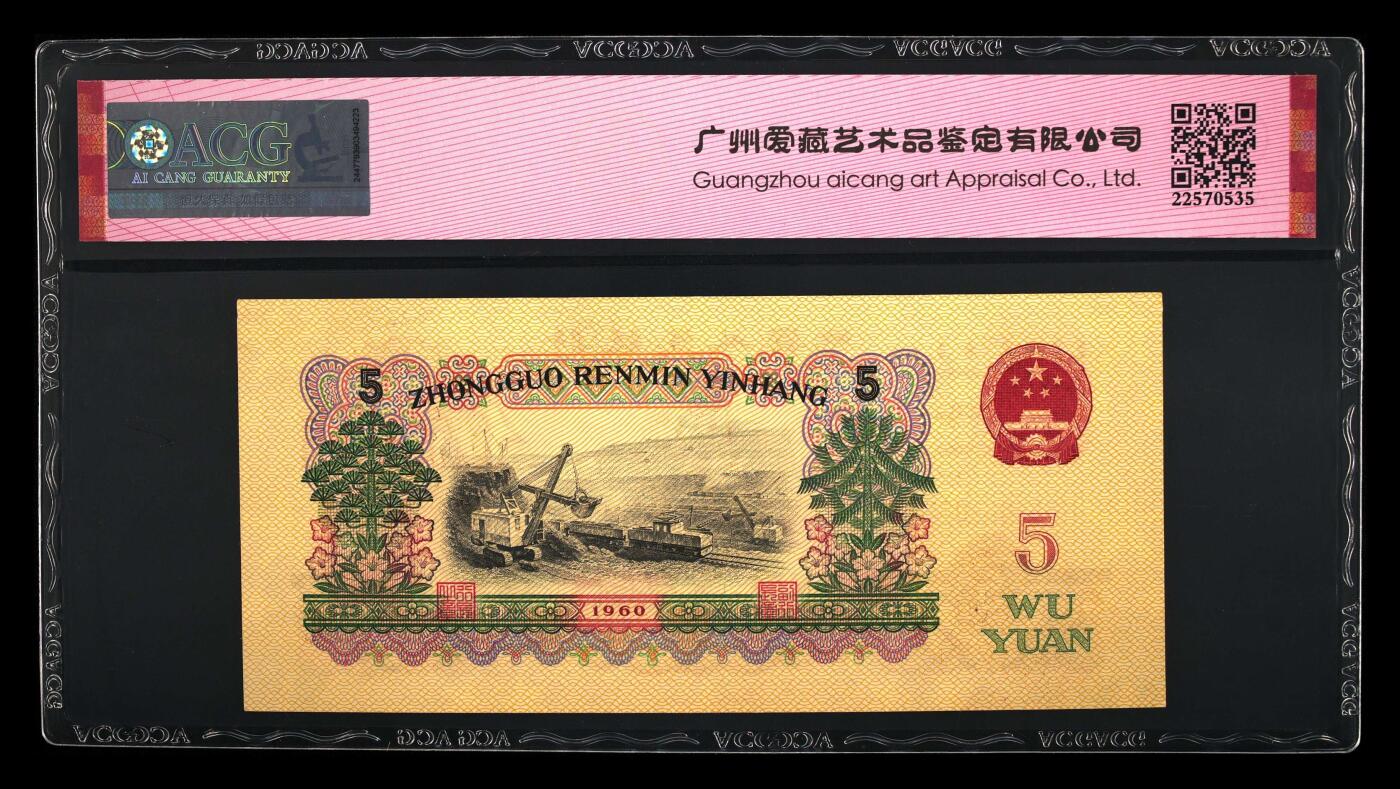 ACG
AI CANG GUARANTY
2447793903494223
广州爱藏艺术品鉴定有限公司
Guangzhou aicang art Appraisal Co., Ltd.
22570535
5 ZHONGGUO RENMIN YINHANG 5
1960
5
WU
YUAN